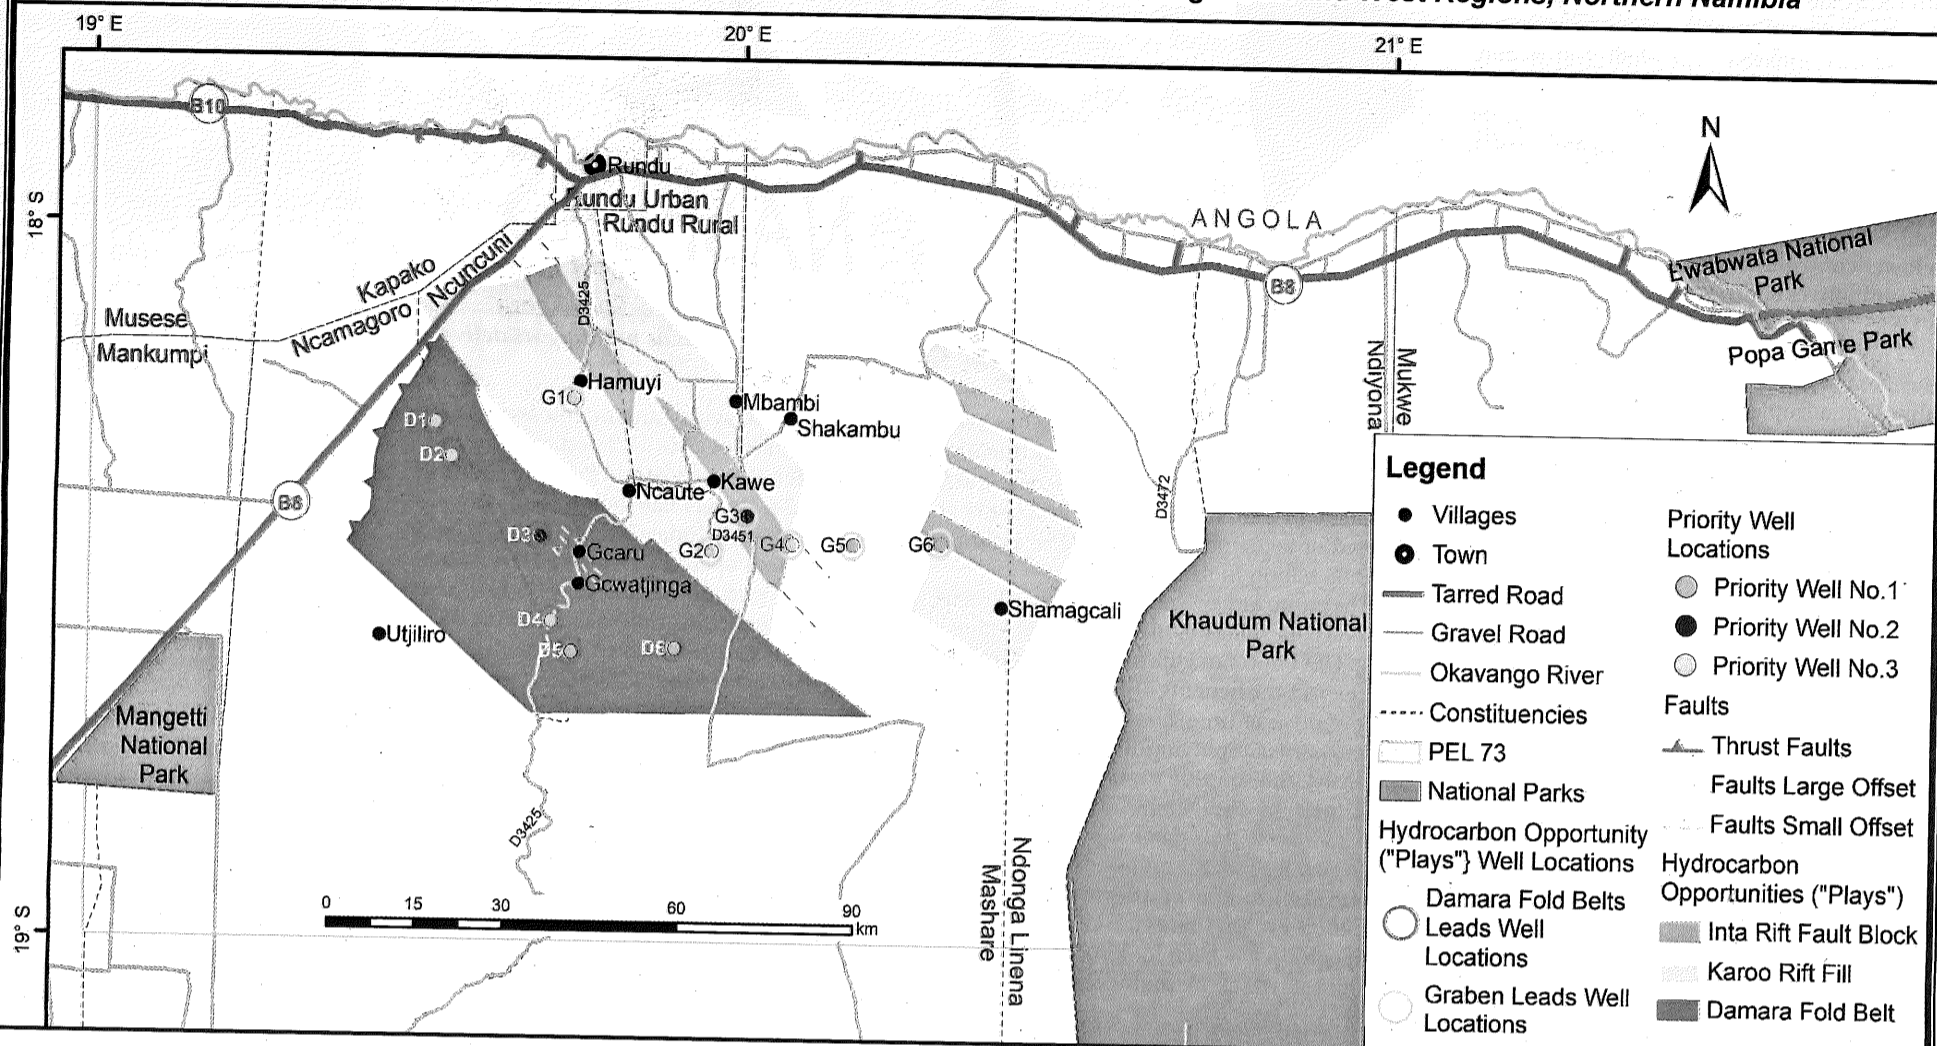 West Regions, Northern Namibia
19° E
20° E
21° E
N
B10
Rundu
Rundu Urban
Rundu Rural
18° S
ANGOLA
Kapako
Ncuncuni
D3425
Bwabwata National
Park
B8
Musese
Ncamagoro
Mankumpi
Popa Game Park
Ndiyona
Mukwe
Hamuyi
G1
Mbambi
Shakambu
D1
D2
B8
Ncaute
Kawe
D3472
G3
D3451
D3
G2
G4
G5
G6
Gcaru
Gcwatjinga
Shamagcali
D4
Utjiliro
D5
D6
Khaudum National
Park
Mangetti
National
Park
D3425
Mashare
Ndonga Linena
0 15 30 60 90
km
19° S
Legend
Villages
Town
Tarred Road
Gravel Road
Okavango River
Constituencies
PEL 73
National Parks
Hydrocarbon Opportunity
("Plays"} Well Locations
Damara Fold Belts
Leads Well
Locations
Graben Leads Well
Locations
Priority Well
Locations
Priority Well No.1
Priority Well No.2
Priority Well No.3
Faults
Thrust Faults
Faults Large Offset
Faults Small Offset
Hydrocarbon
Opportunities ("Plays")
Inta Rift Fault Block
Karoo Rift Fill
Damara Fold Belt